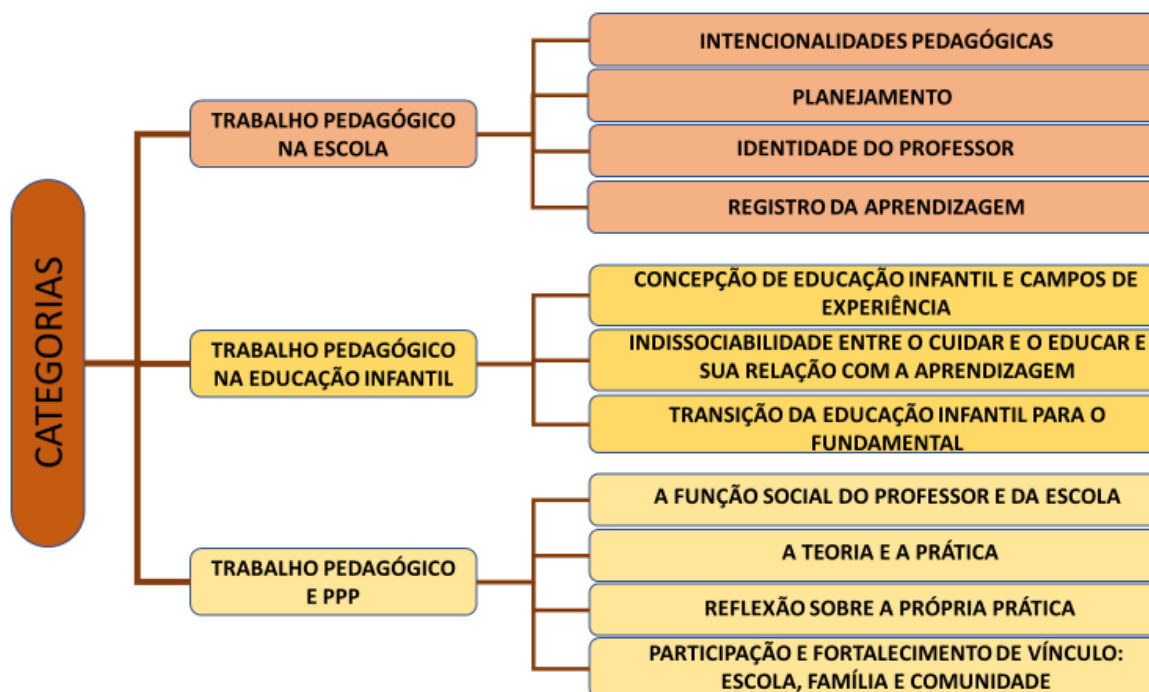 CATEGORIAS
TRABALHO PEDAGÓGICO
NA ESCOLA
INTENCIONALIDADES PEDAGÓGICAS
PLANEJAMENTO
IDENTIDADE DO PROFESSOR
REGISTRO DA APRENDIZAGEM
TRABALHO PEDAGÓGICO
NA EDUCAÇÃO INFANTIL
CONCEPÇÃO DE EDUCAÇÃO INFANTIL E CAMPOS DE
EXPERIÊNCIA
INDISSOCIABILIDADE ENTRE O CUIDAR E O EDUCAR E
SUA RELAÇÃO COM A APRENDIZAGEM
TRANSIÇÃO DA EDUCAÇÃO INFANTIL PARA O
FUNDAMENTAL
TRABALHO PEDAGÓGICO
E PPP
A FUNÇÃO SOCIAL DO PROFESSOR E DA ESCOLA
A TEORIA E A PRÁTICA
REFLEXÃO SOBRE A PRÓPRIA PRÁTICA
PARTICIPAÇÃO E FORTALECIMENTO DE VÍNCULO:
ESCOLA, FAMÍLIA E COMUNIDADE